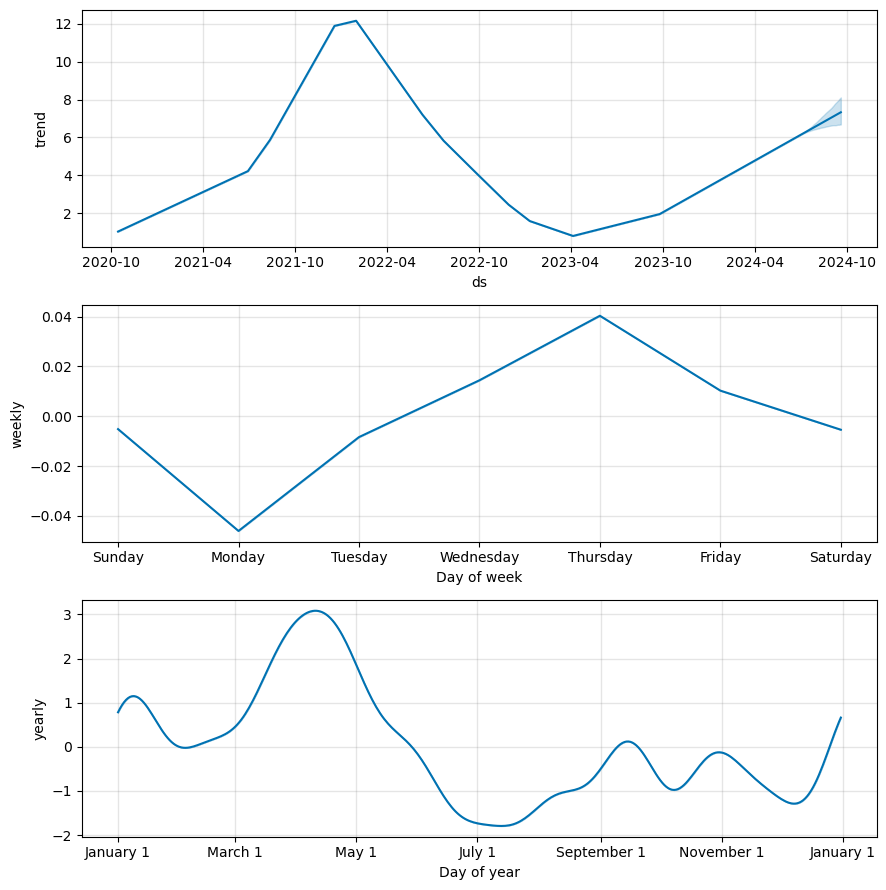 12
10
8
6
4
2
trend
2020-10 2021-04 2021-10 2022-04 2022-10 2023-04 2023-10 2024-04 2024-10
ds
0.04
0.02
0.00
−0.02
−0.04
weekly
Sunday Monday Tuesday Wednesday Thursday Friday Saturday
Day of week
3
2
1
0
−1
−2
yearly
January 1 March 1 May 1 July 1 September 1 November 1 January 1
Day of year